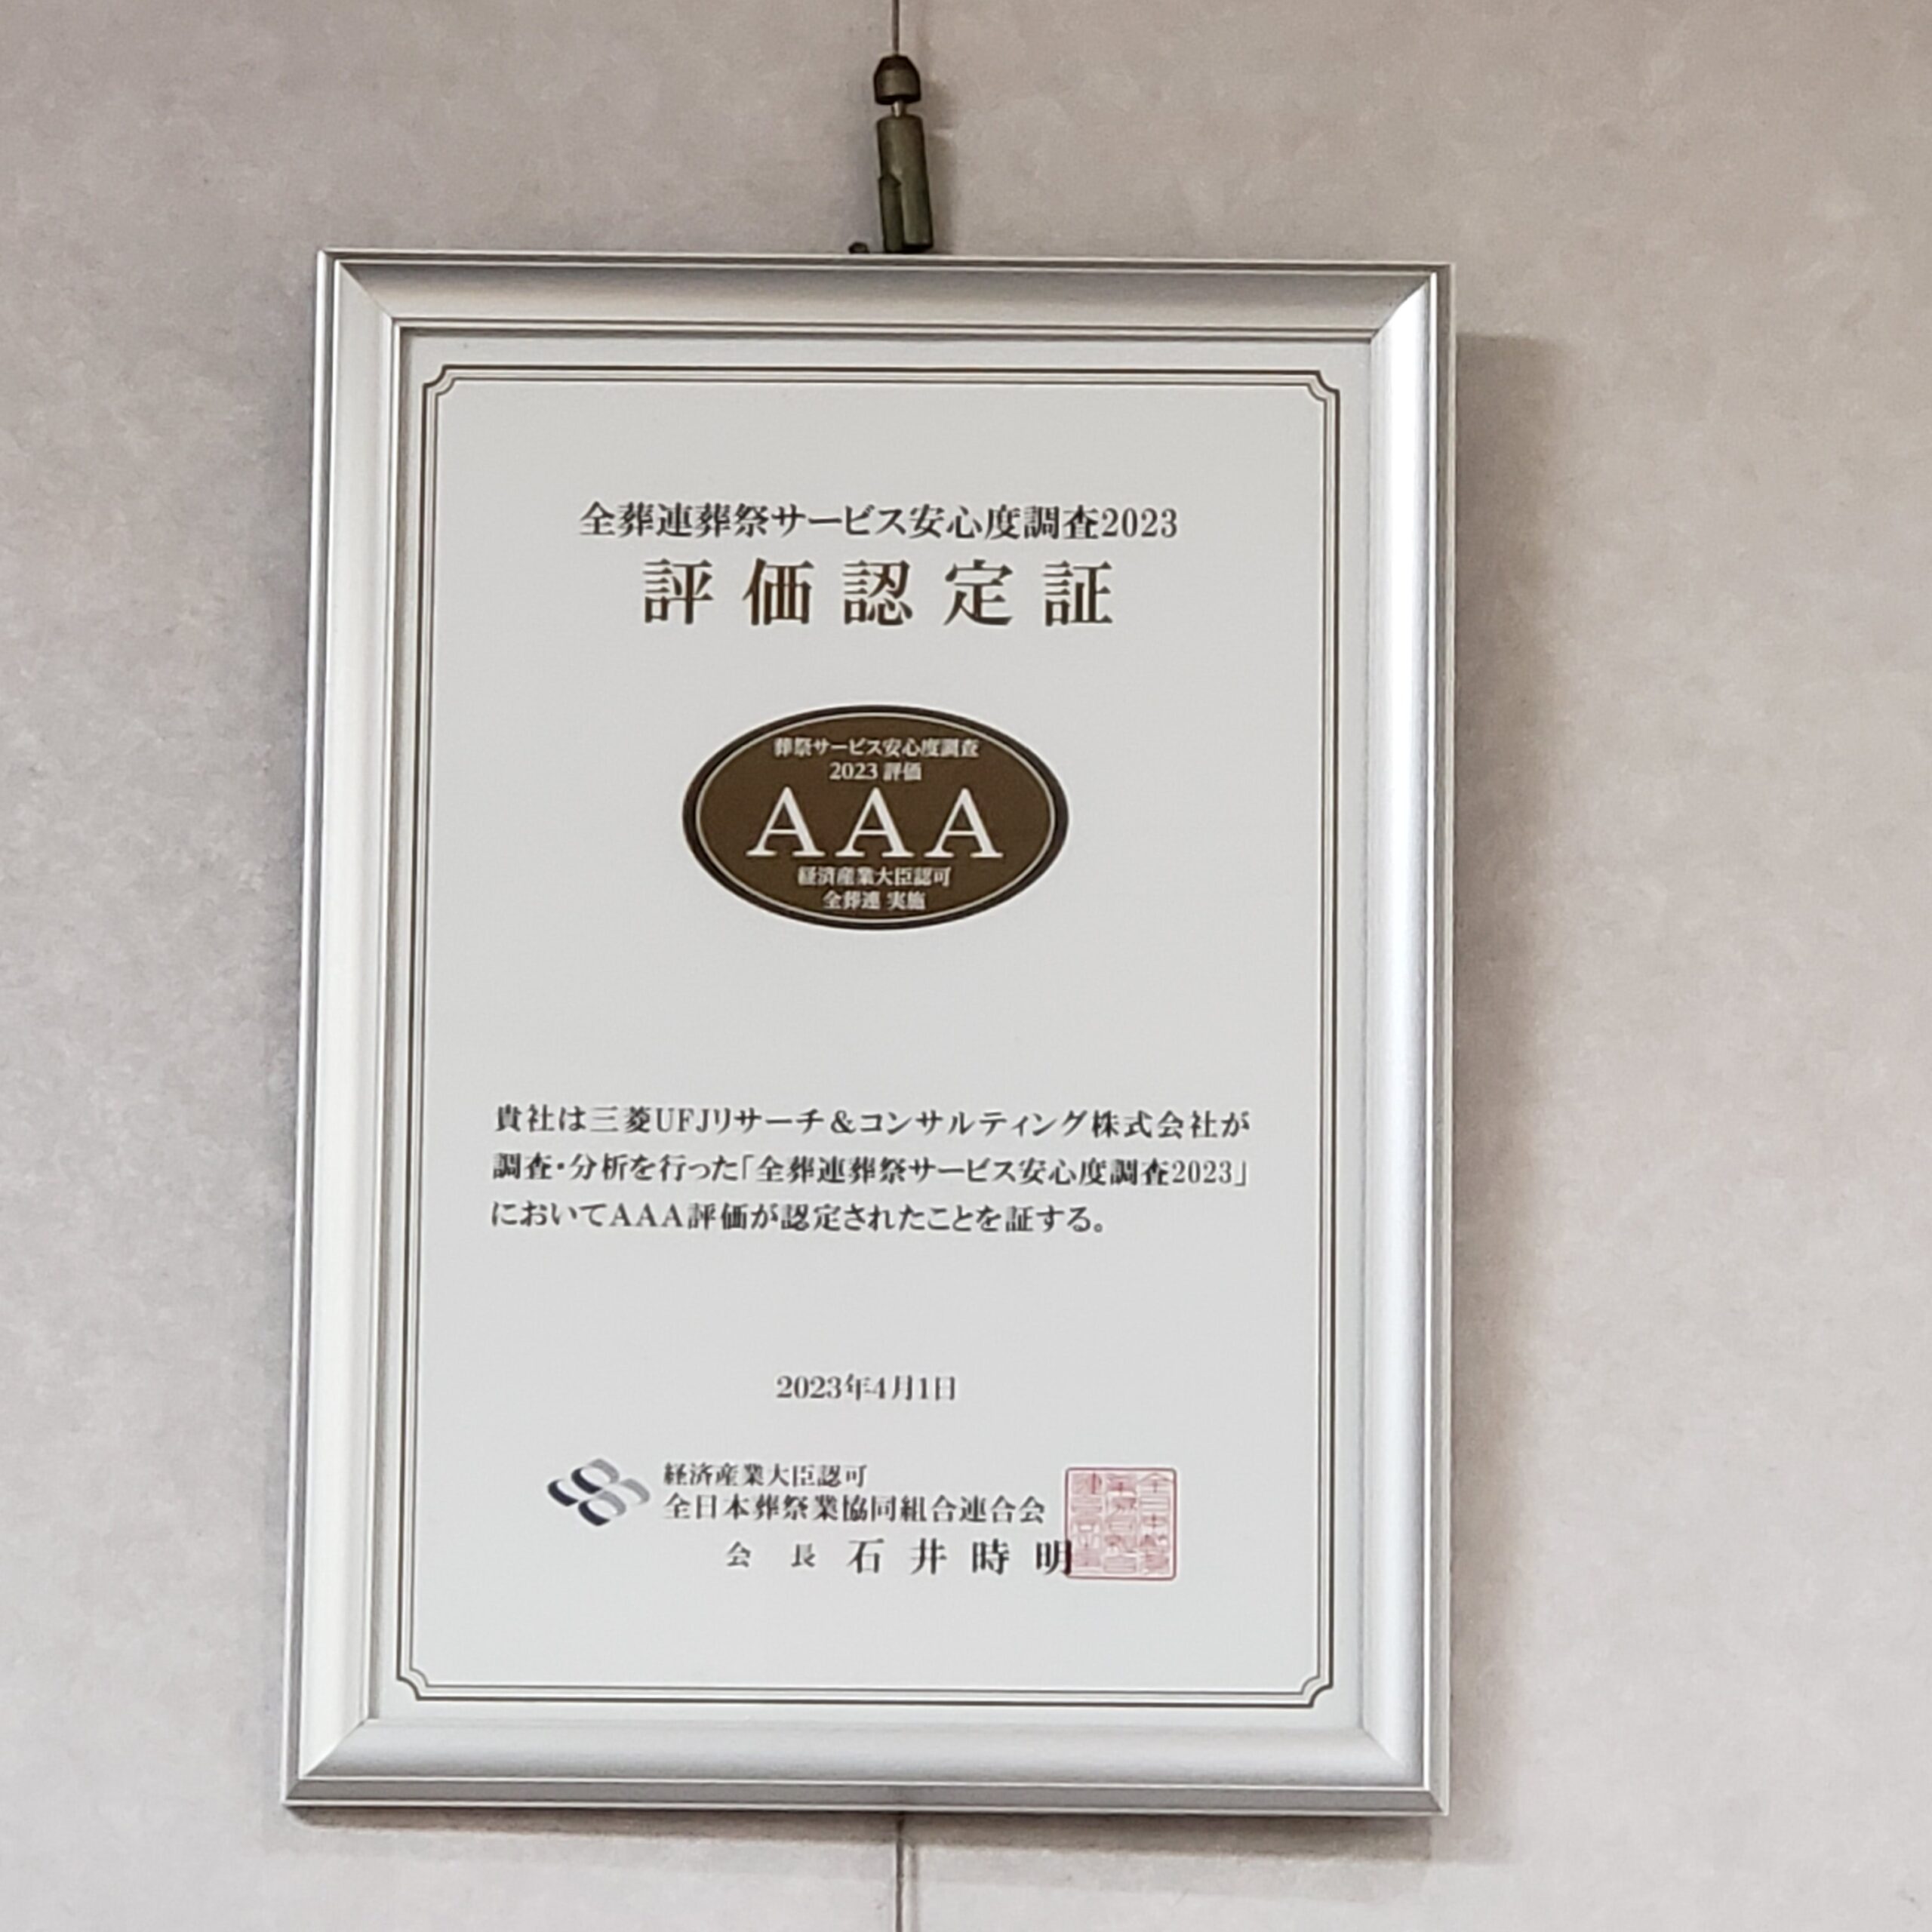 全葬連葬祭サービス安心度調査2023
評価認定証
葬祭サービス安心度調査
2023 評価
AAA
経済産業大臣認可
全葬連 実施
貴社は三菱UFJリサーチ&コンサルティング株式会社が
調査・分析を行った「全葬連葬祭サービス安心度調査2023」
においてAAA評価が認定されたことを証する。
2023年4月1日
経済産業大臣認可
全日本葬祭業協同組合連合会
会 長 石 井 時 明